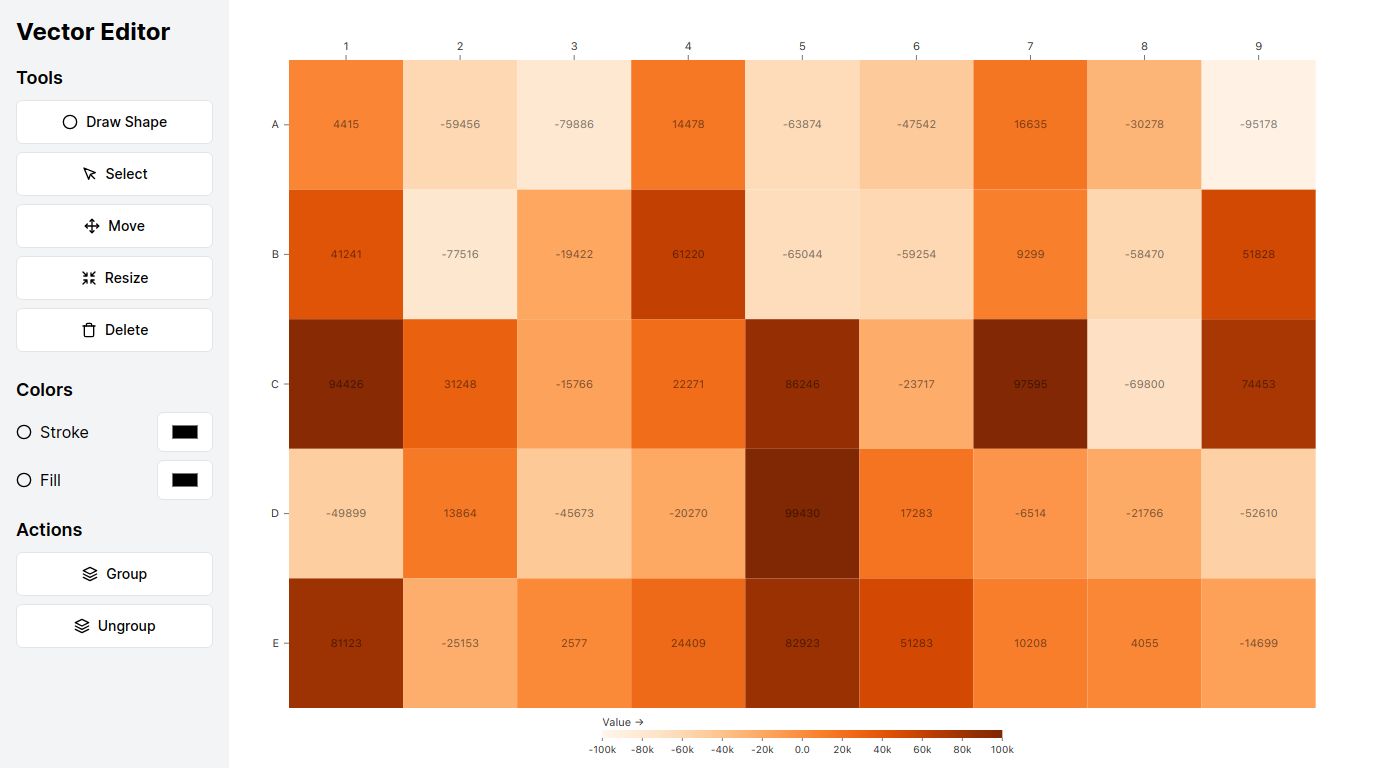 Vector Editor
Tools
Draw Shape
Select
Move
Resize
Delete
Colors
Stroke
Fill
Actions
Group
Ungroup
1 2 3 4 5 6 7 8 9
A 4415 -59456 -79886 14478 -63874 -47542 16635 -30278 -95178
B 41241 -77516 -19422 61220 -65044 -59254 9299 -58470 51828
C 94426 31248 -15766 22271 86246 -23717 97595 -69800 74453
D -49899 13864 -45673 -20270 99430 17283 -6514 -21766 -52610
E 81123 -25153 2577 24409 82923 51283 10208 4055 -14699
Value →
-100k -80k -60k -40k -20k 0.0 20k 40k 60k 80k 100k